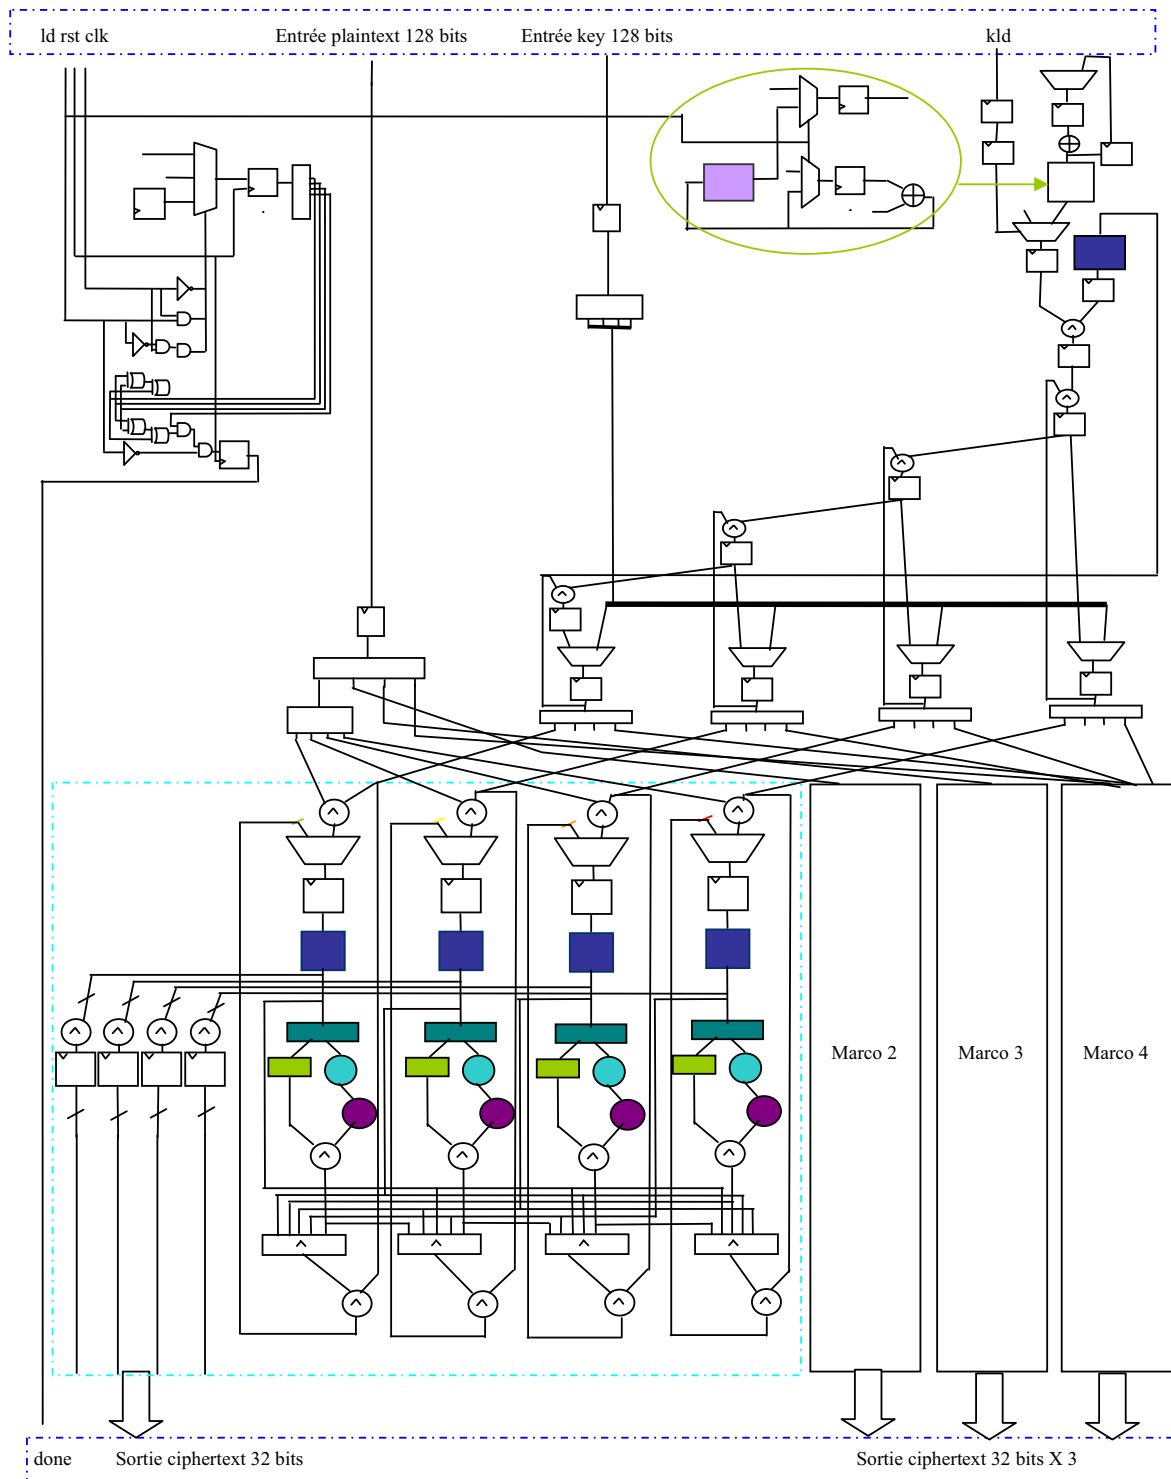 ld rst clk
Entrée plaintext 128 bits
Entrée key 128 bits
kld
Marco 2
Marco 3
Marco 4
done
Sortie ciphertext 32 bits
Sortie ciphertext 32 bits X 3